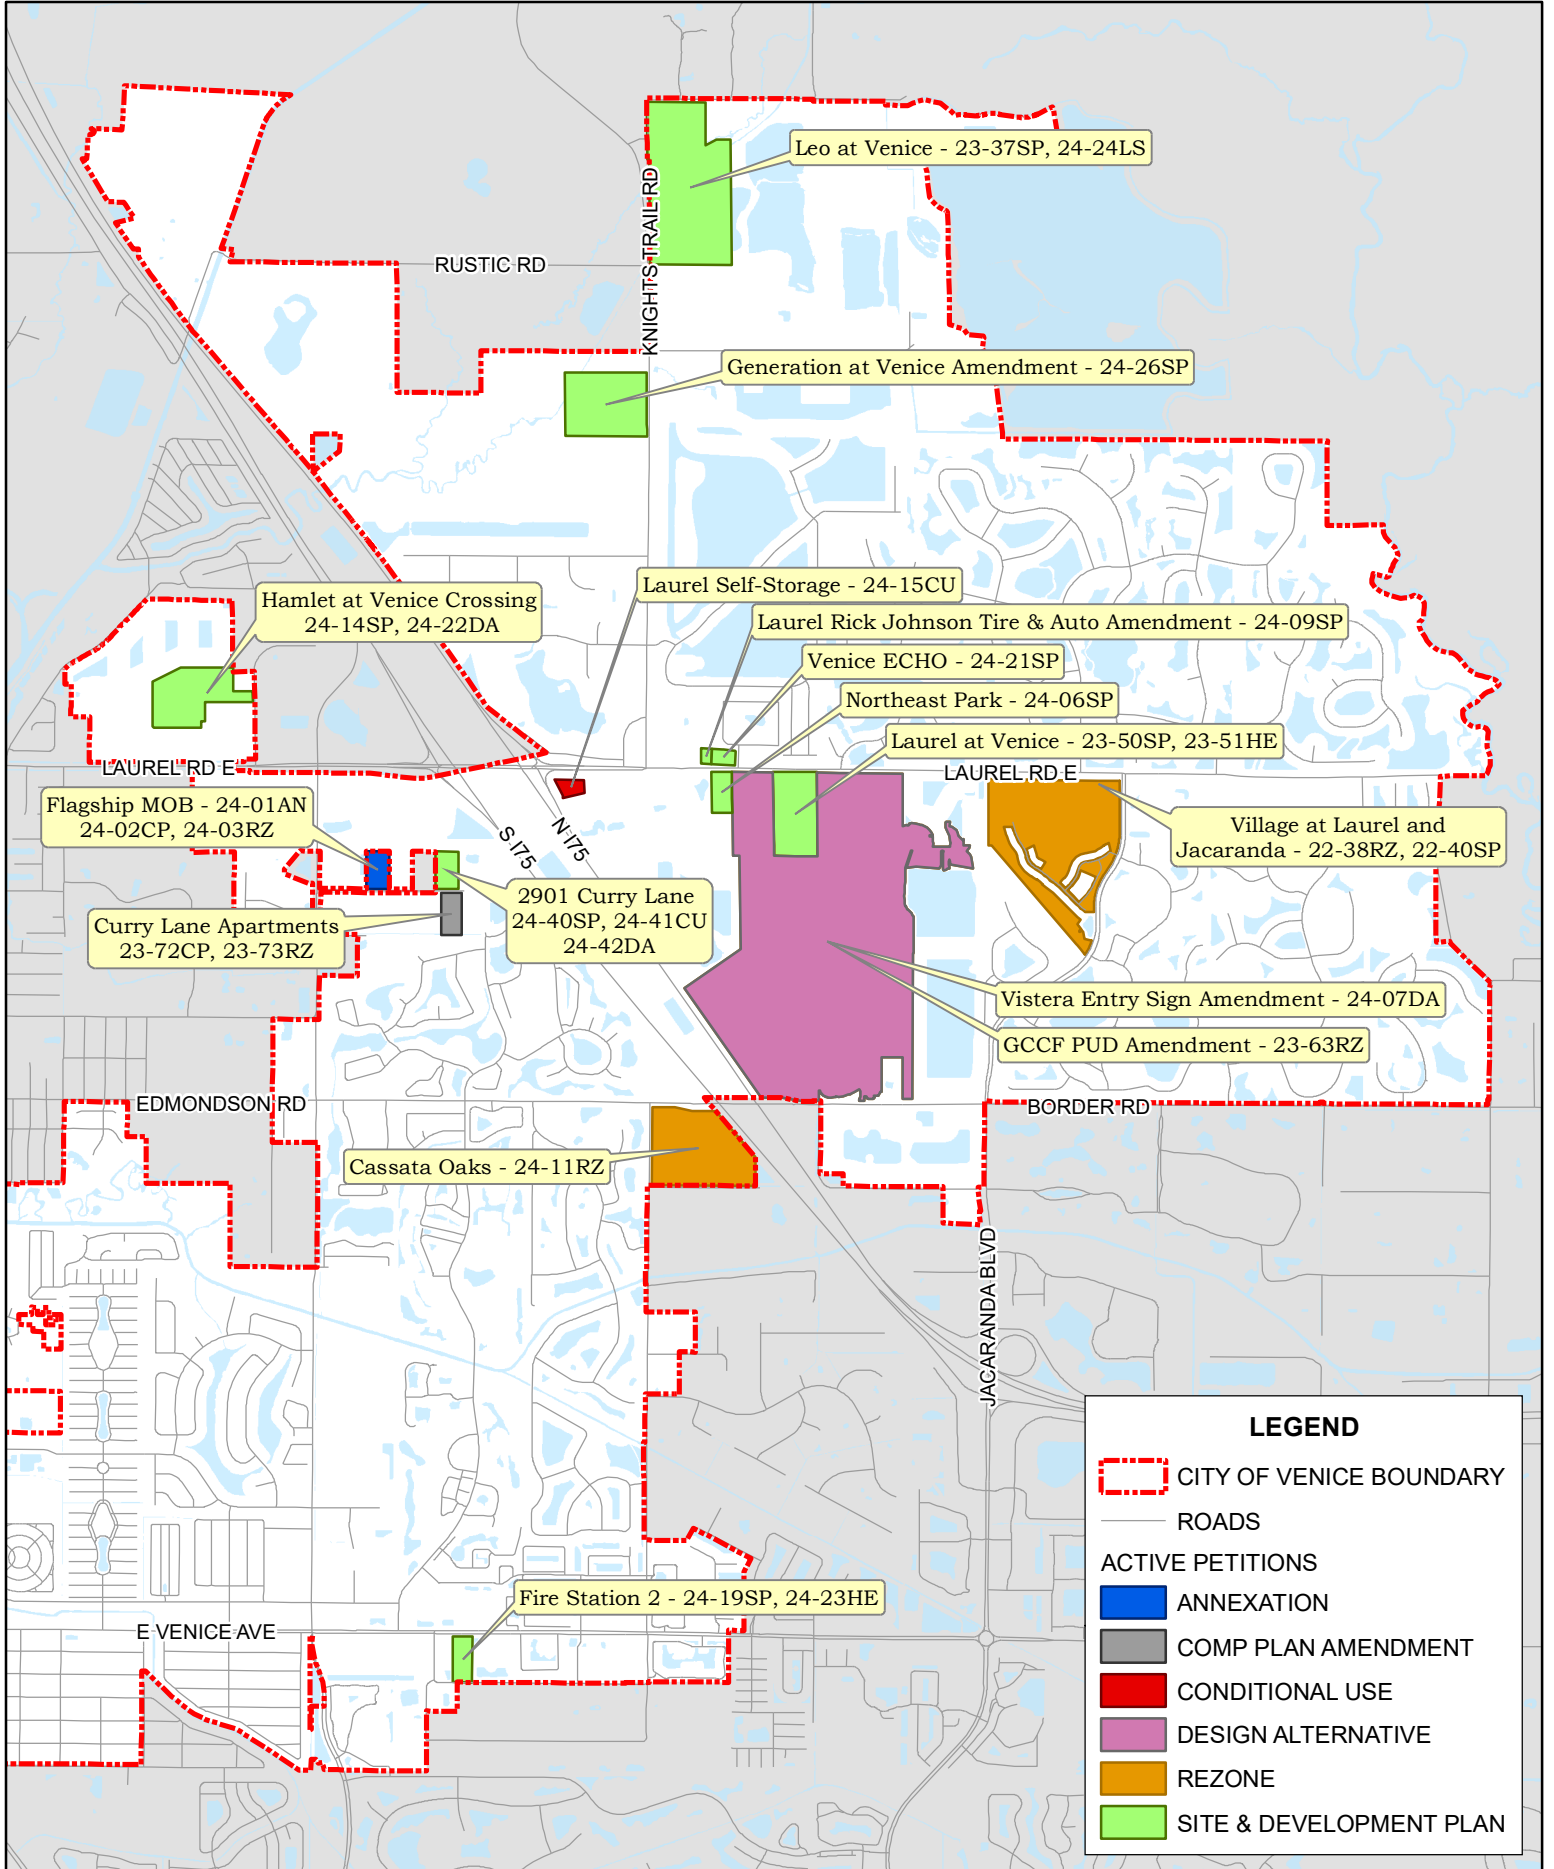 Leo at Venice - 23-37SP, 24-24LS
KNIGHTS TRAIL RD
RUSTIC RD
Generation at Venice Amendment - 24-26SP
Laurel Self-Storage - 24-15CU
Hamlet at Venice Crossing
24-14SP, 24-22DA
Laurel Rick Johnson Tire & Auto Amendment - 24-09SP
Venice ECHO - 24-21SP
Northeast Park - 24-06SP
Laurel at Venice - 23-50SP, 23-51HE
LAUREL RD E
LAUREL RD E
Flagship MOB - 24-01AN
24-02CP, 24-03RZ
S I75
N I75
Village at Laurel and
Jacaranda - 22-38RZ, 22-40SP
2901 Curry Lane
24-40SP, 24-41CU
24-42DA
Curry Lane Apartments
23-72CP, 23-73RZ
Vistera Entry Sign Amendment - 24-07DA
GCCF PUD Amendment - 23-63RZ
EDMONDSON RD
BORDER RD
Cassata Oaks - 24-11RZ
JACARANDA BLVD
Fire Station 2 - 24-19SP, 24-23HE
E VENICE AVE
LEGEND
CITY OF VENICE BOUNDARY
ROADS
ACTIVE PETITIONS
ANNEXATION
COMP PLAN AMENDMENT
CONDITIONAL USE
DESIGN ALTERNATIVE
REZONE
SITE & DEVELOPMENT PLAN